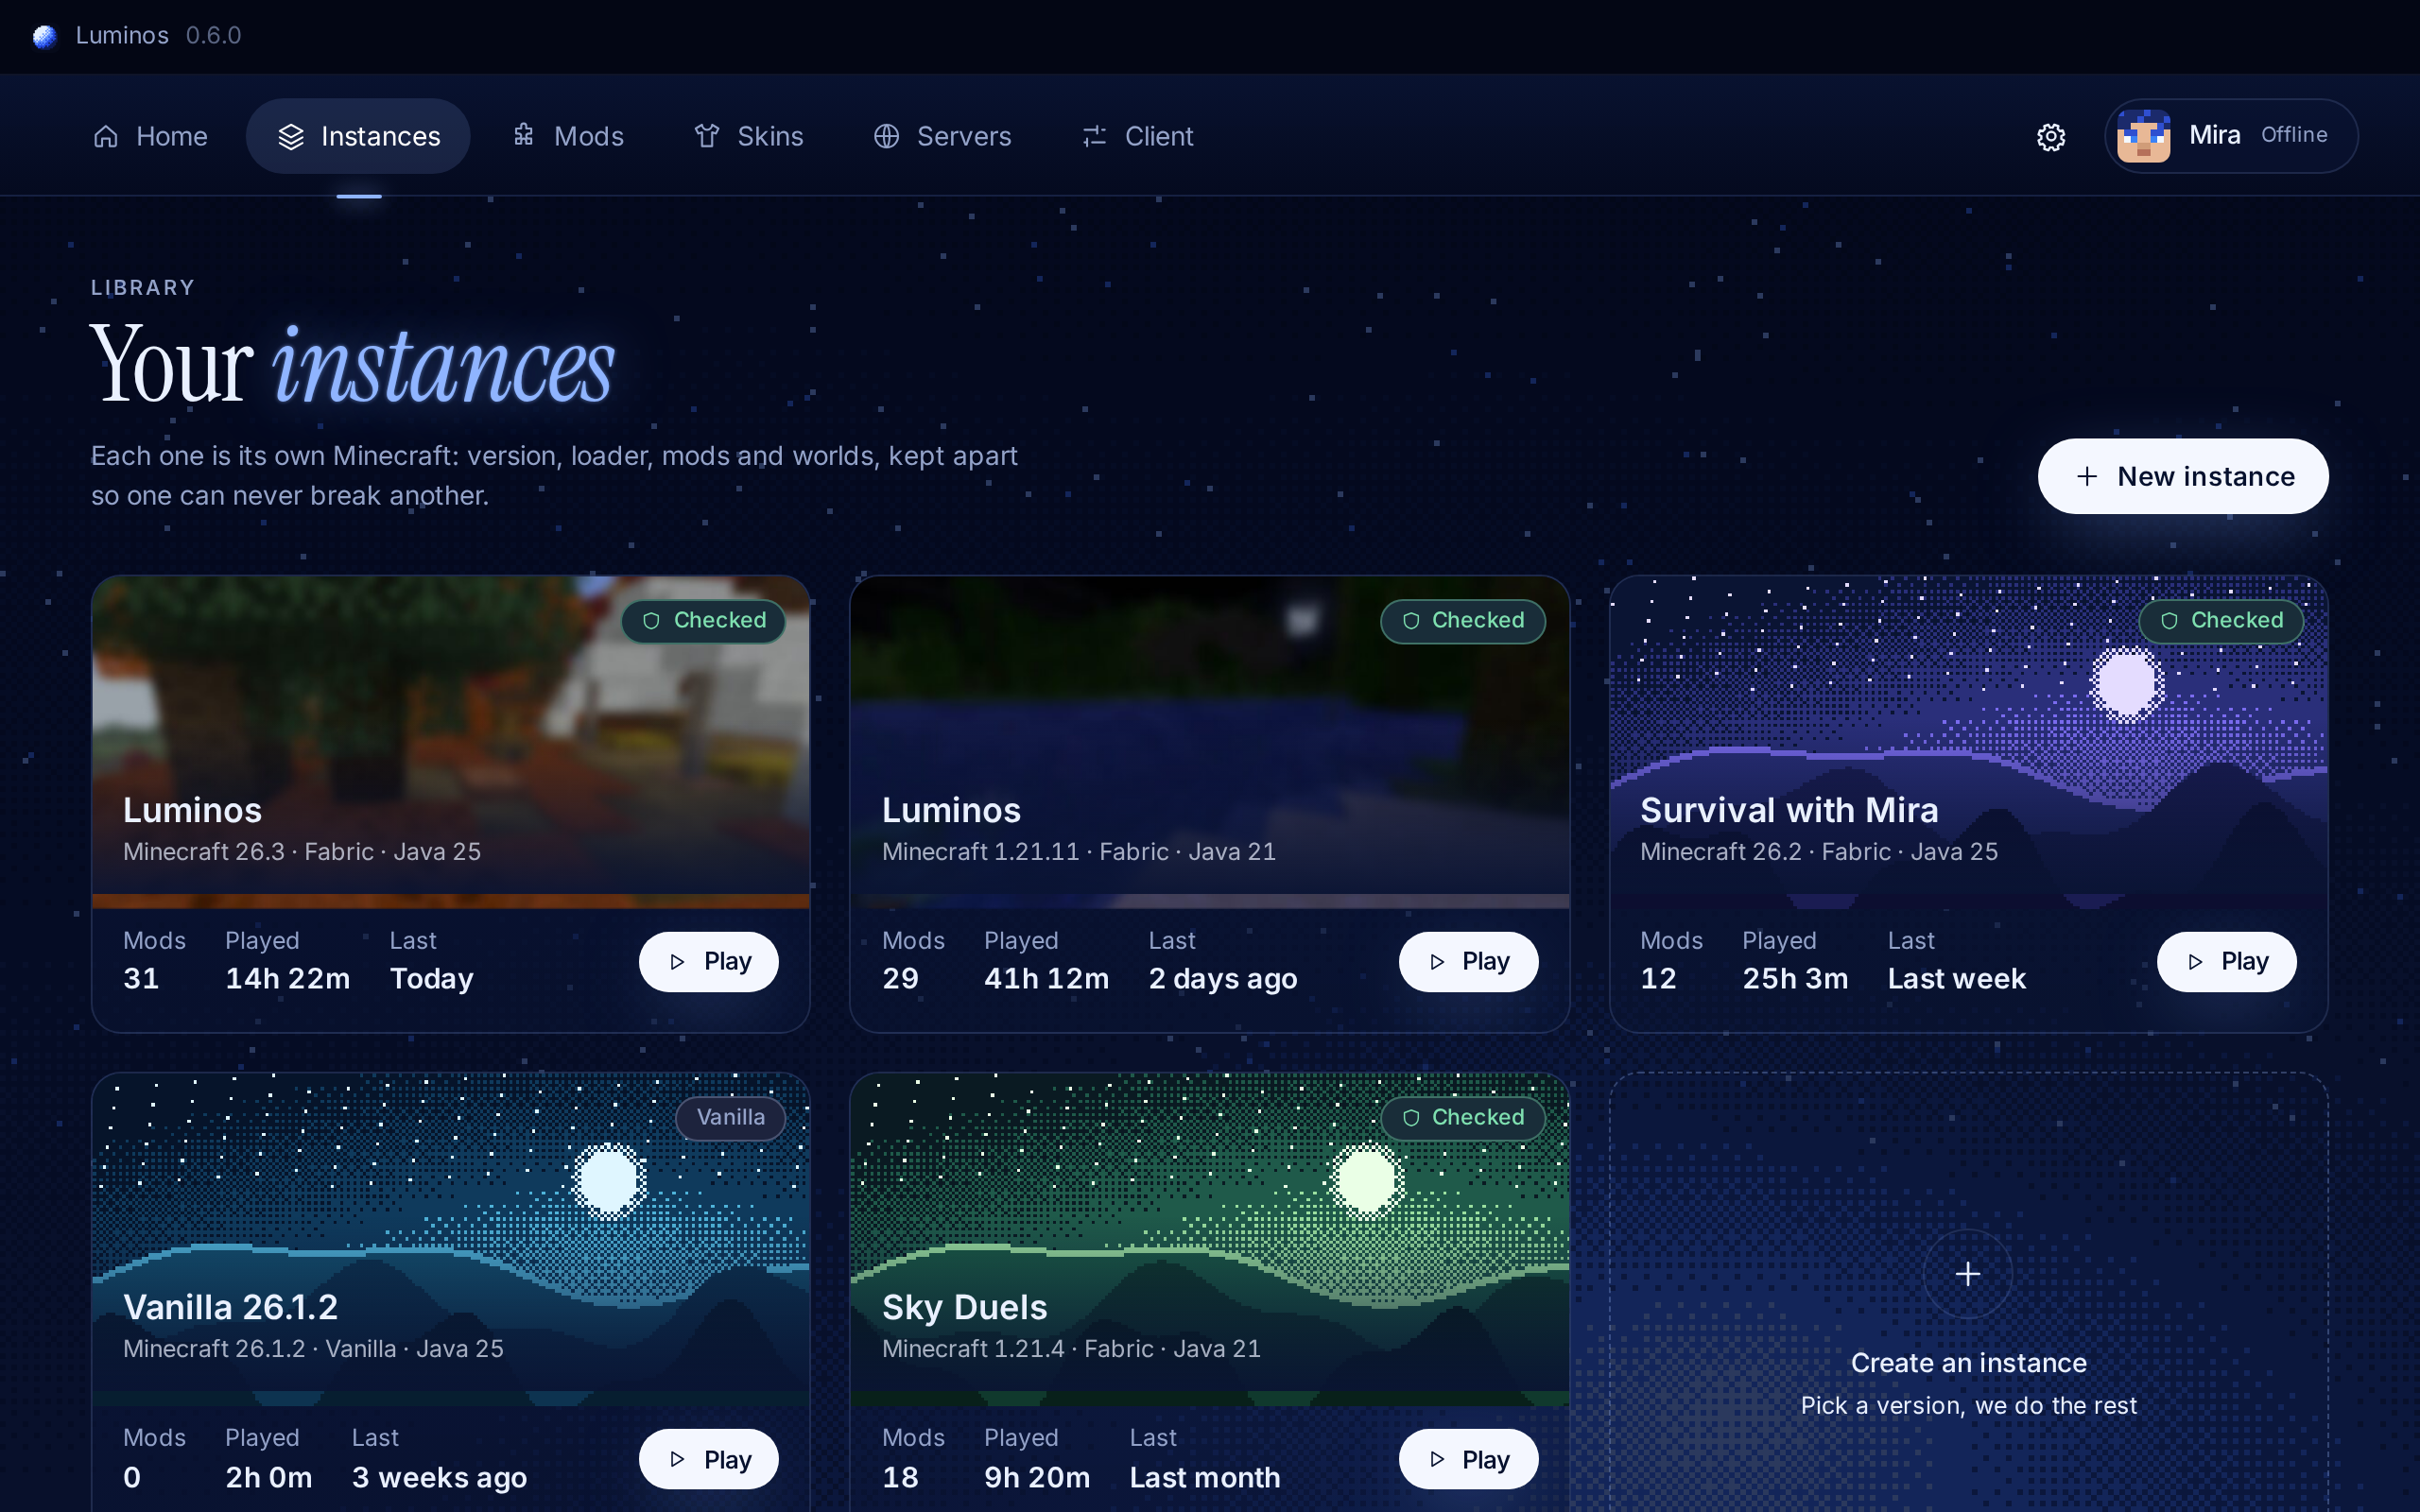 Luminos 0.6.0
Home Instances Mods Skins Servers Client Mira Offline
LIBRARY
Your instances
Each one is its own Minecraft: version, loader, mods and worlds, kept apart
so one can never break another.
New instance
Checked
Luminos
Minecraft 26.3 · Fabric · Java 25
Mods Played Last
31 14h 22m Today
Play
Checked
Luminos
Minecraft 1.21.11 · Fabric · Java 21
Mods Played Last
29 41h 12m 2 days ago
Play
Checked
Survival with Mira
Minecraft 26.2 · Fabric · Java 25
Mods Played Last
12 25h 3m Last week
Play
Vanilla
Vanilla 26.1.2
Minecraft 26.1.2 · Vanilla · Java 25
Mods Played Last
0 2h 0m 3 weeks ago
Play
Checked
Sky Duels
Minecraft 1.21.4 · Fabric · Java 21
Mods Played Last
18 9h 20m Last month
Play
Create an instance
Pick a version, we do the rest